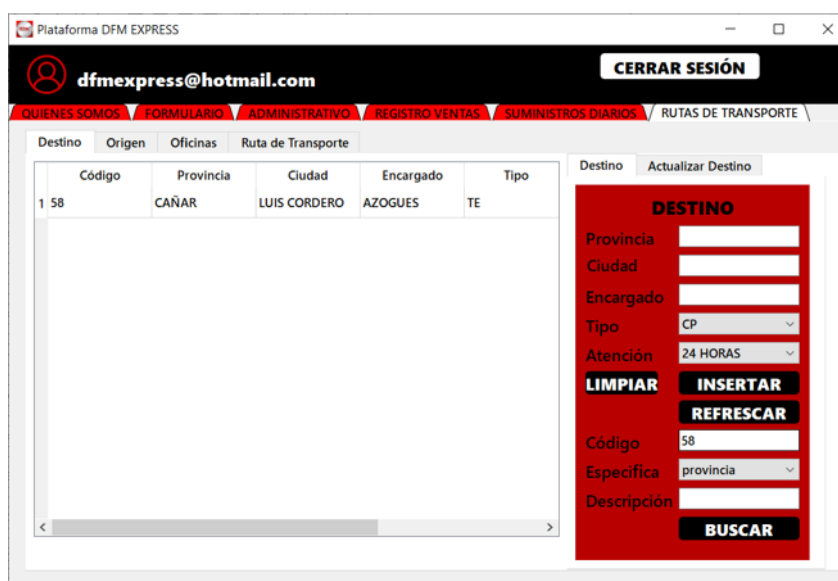 Plataforma DFM EXPRESS
dfmexpress@hotmail.com
CERRAR SESIÓN
QUIENES SOMOS FORMULARIO ADMINISTRATIVO REGISTRO VENTAS SUMINISTROS DIARIOS RUTAS DE TRANSPORTE
Destino Origen Oficinas Ruta de Transporte
Código Provincia Ciudad Encargado Tipo
1 58 CAÑAR LUIS CORDERO AZOGUES TE
Destino Actualizar Destino
DESTINO
Provincia
Ciudad
Encargado
Tipo CP
Atención 24 HORAS
LIMPIAR INSERTAR
REFRESCAR
Código 58
Especifica provincia
Descripción
BUSCAR